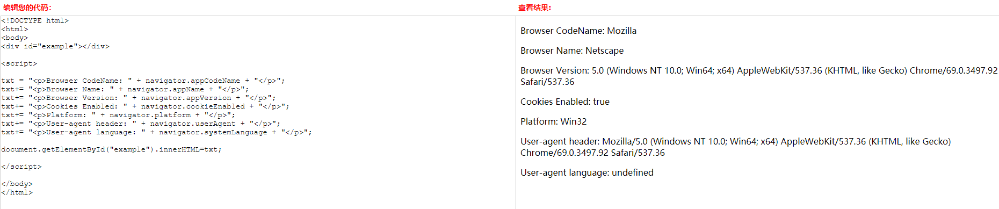 编辑您的代码：
<!DOCTYPE html>
<html>
<body>
<div id="example"></div>
<script>
txt = "<p>Browser CodeName: " + navigator.appCodeName + "</p>";
txt+= "<p>Browser Name: " + navigator.appName + "</p>";
txt+= "<p>Browser Version: " + navigator.appVersion + "</p>";
txt+= "<p>Cookies Enabled: " + navigator.cookieEnabled + "</p>";
txt+= "<p>Platform: " + navigator.platform + "</p>";
txt+= "<p>User-agent header: " + navigator.userAgent + "</p>";
txt+= "<p>User-agent language: " + navigator.systemLanguage + "</p>";
document.getElementById("example").innerHTML=txt;
</script>
</body>
</html>
查看结果:
Browser CodeName: Mozilla
Browser Name: Netscape
Browser Version: 5.0 (Windows NT 10.0; Win64; x64) AppleWebKit/537.36 (KHTML, like Gecko) Chrome/69.0.3497.92
Safari/537.36
Cookies Enabled: true
Platform: Win32
User-agent header: Mozilla/5.0 (Windows NT 10.0; Win64; x64) AppleWebKit/537.36 (KHTML, like Gecko)
Chrome/69.0.3497.92 Safari/537.36
User-agent language: undefined